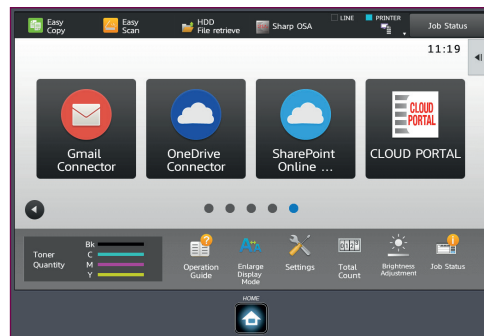 Easy
Copy
Easy
Scan
HDD
File retrieve
Sharp OSA
LINE
PRINTER
Job Status
11:19
Gmail
Connector
OneDrive
Connector
SharePoint
Online ...
CLOUD
PORTAL
CLOUD PORTAL
Toner
Quantity
Bk
C
M
Y
Operation
Guide
Enlarge
Display
Mode
Settings
Total
Count
Brightness
Adjustment
Job Status
HOME